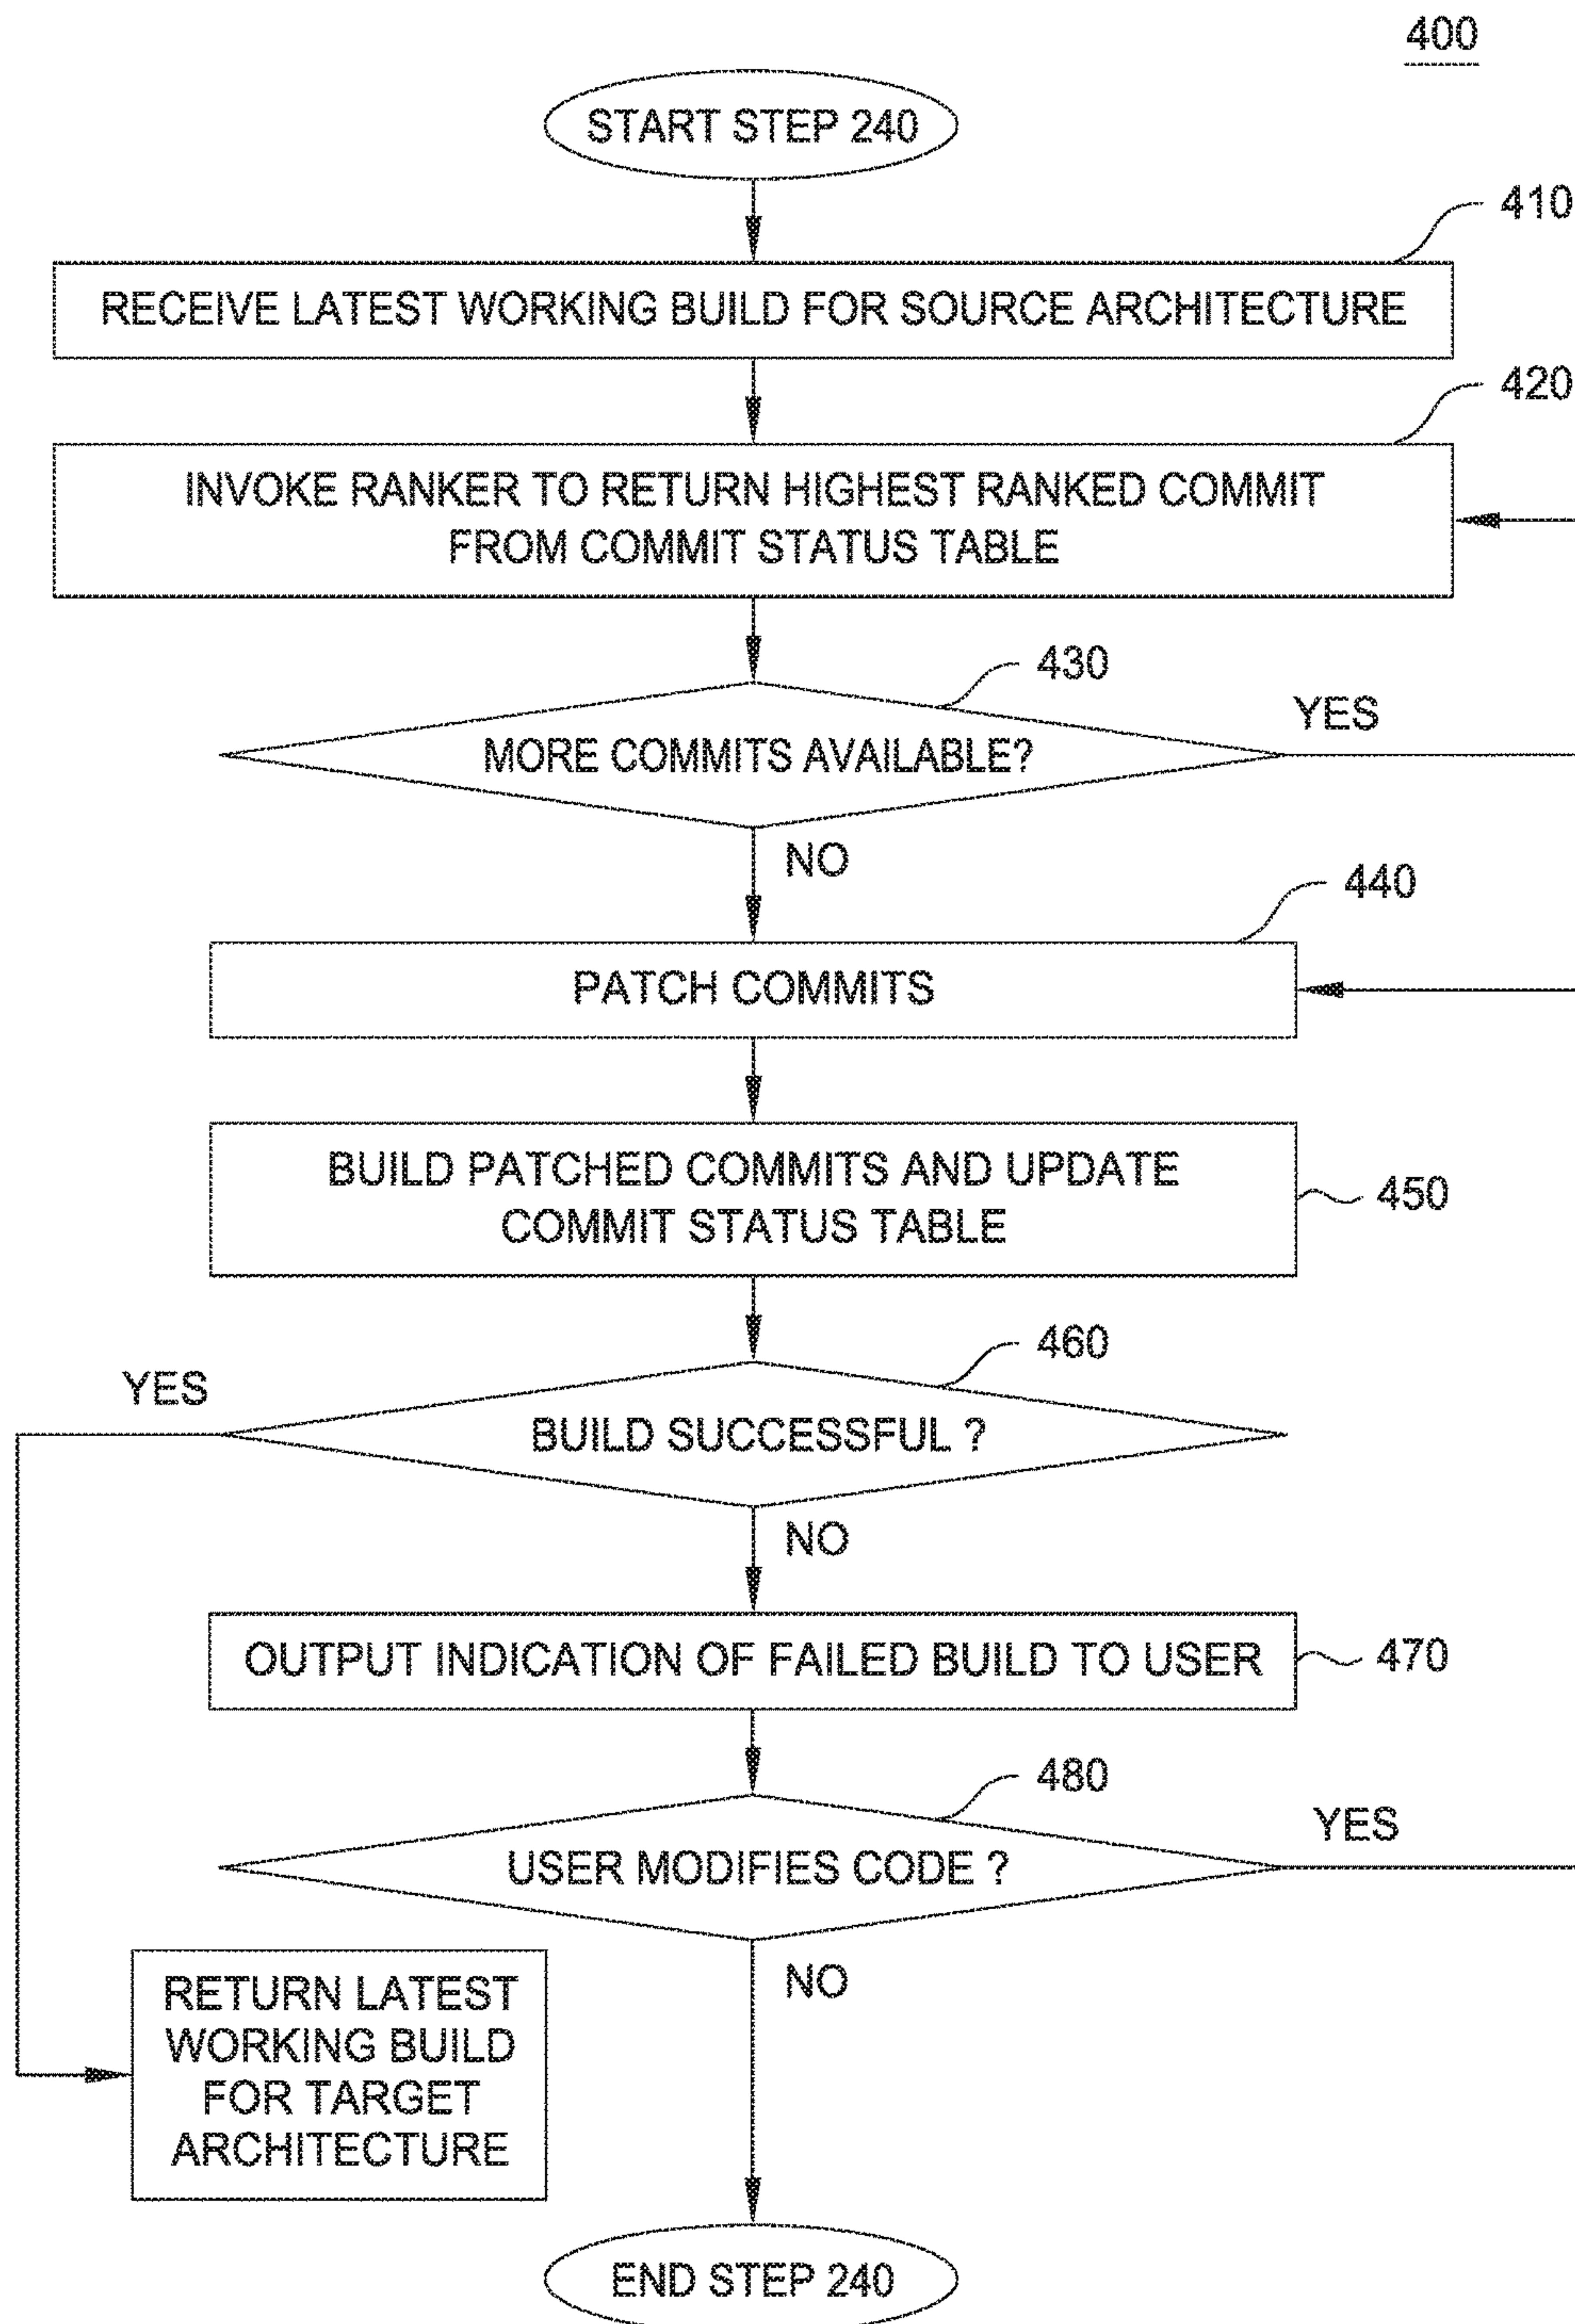 400
START STEP 240
410
RECEIVE LATEST WORKING BUILD FOR SOURCE ARCHITECTURE
420
INVOKE RANKER TO RETURN HIGHEST RANKED COMMIT
FROM COMMIT STATUS TABLE
430
YES
MORE COMMITS AVAILABLE?
NO
440
PATCH COMMITS
BUILD PATCHED COMMITS AND UPDATE
COMMIT STATUS TABLE
450
460
YES
BUILD SUCCESSFUL ?
NO
OUTPUT INDICATION OF FAILED BUILD TO USER
470
480
YES
USER MODIFIES CODE ?
NO
RETURN LATEST
WORKING BUILD
FOR TARGET
ARCHITECTURE
END STEP 240